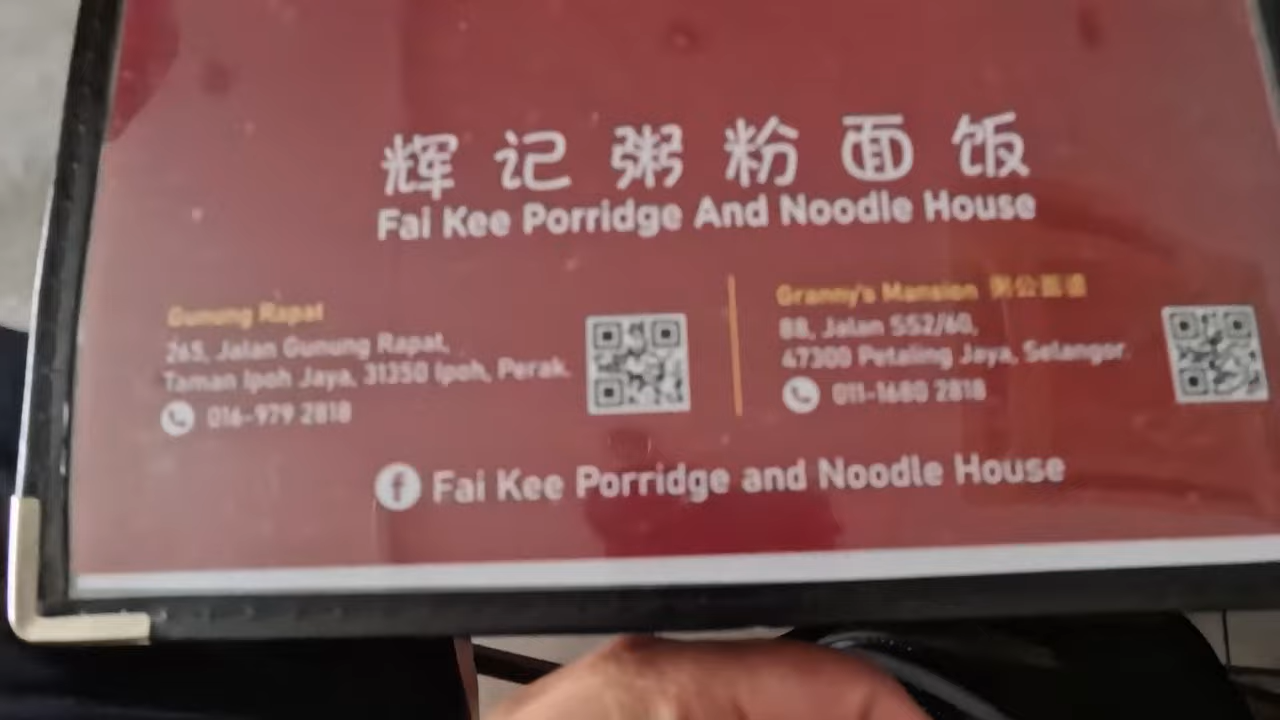 辉记粥粉面饭
Fai Kee Porridge And Noodle House
Gunung Rapat
265, Jalan Gunung Rapat,
Taman Ipoh Jaya, 31350 Ipoh, Perak.
016-979 2818
Granny's Mansion
88, Jalan SS2/60,
47300 Petaling Jaya, Selangor.
011-1680 2818
Fai Kee Porridge and Noodle House